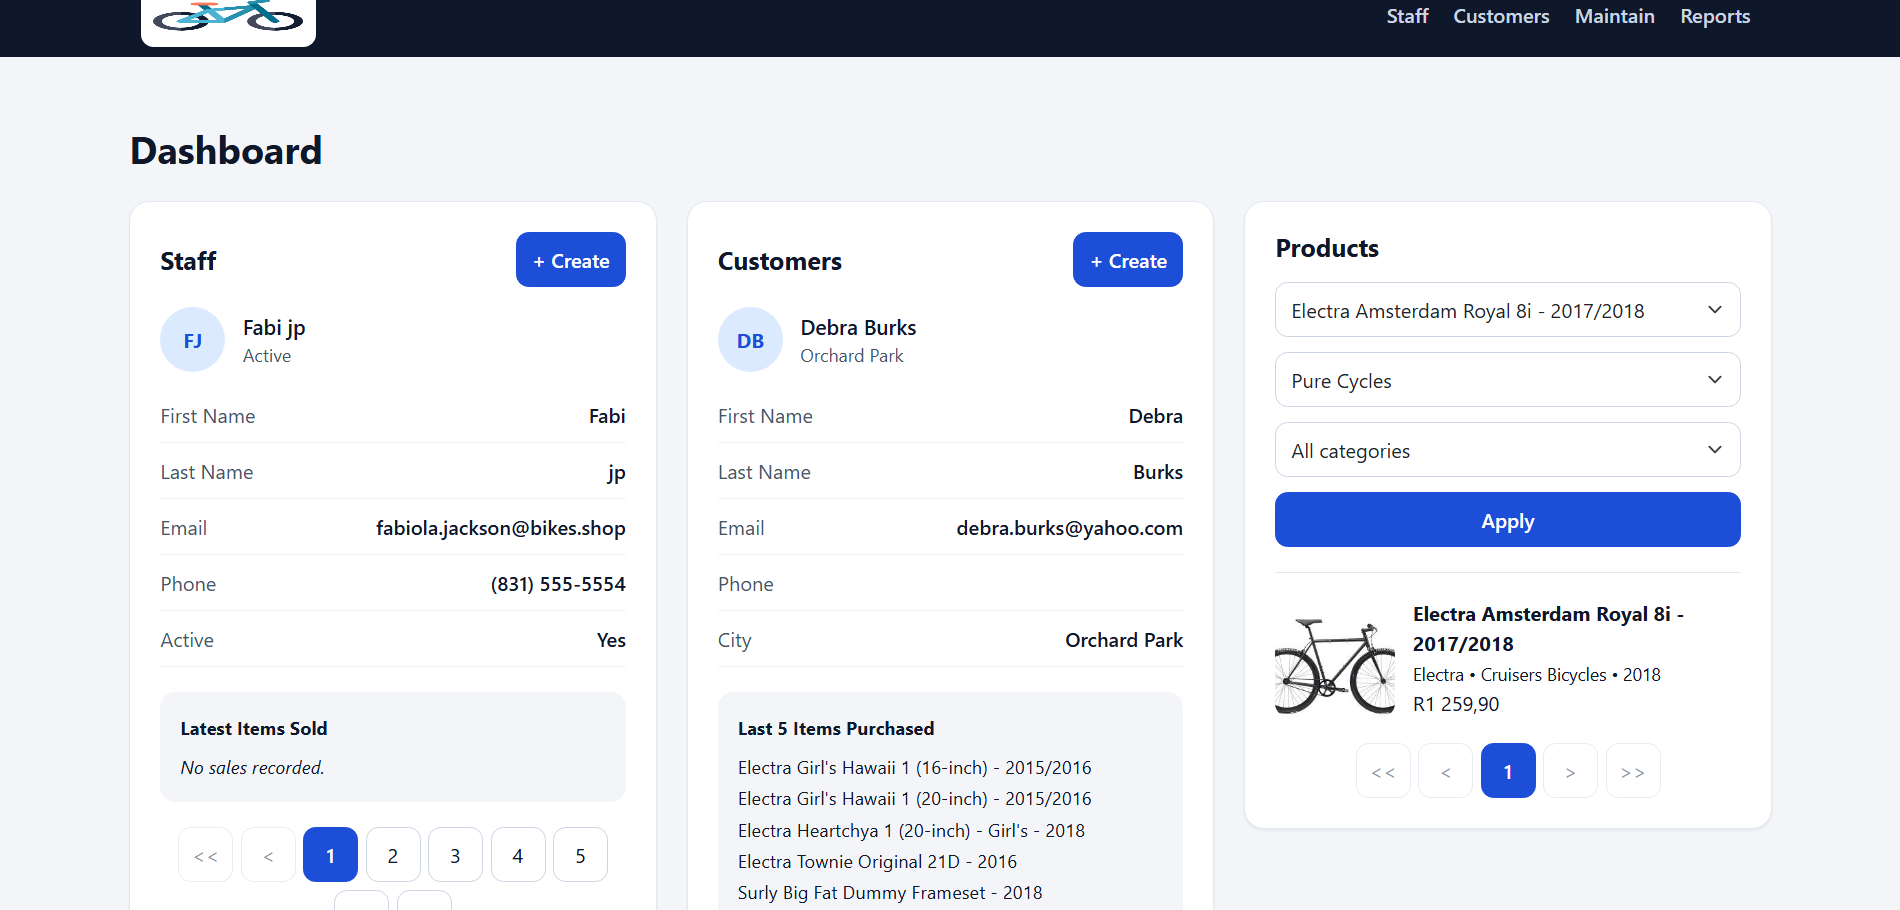 Staff Customers Maintain Reports
Dashboard
Staff
+ Create
FJ
Fabi jp
Active
First Name Fabi
Last Name jp
Email fabiola.jackson@bikes.shop
Phone (831) 555-5554
Active Yes
Latest Items Sold
No sales recorded.
<< < 1 2 3 4 5
Customers
+ Create
DB
Debra Burks
Orchard Park
First Name Debra
Last Name Burks
Email debra.burks@yahoo.com
Phone
City Orchard Park
Last 5 Items Purchased
Electra Girl's Hawaii 1 (16-inch) - 2015/2016
Electra Girl's Hawaii 1 (20-inch) - 2015/2016
Electra Heartchya 1 (20-inch) - Girl's - 2018
Electra Townie Original 21D - 2016
Surly Big Fat Dummy Frameset - 2018
Products
Electra Amsterdam Royal 8i - 2017/2018
Pure Cycles
All categories
Apply
Electra Amsterdam Royal 8i -
2017/2018
Electra • Cruisers Bicycles • 2018
R1 259,90
<< < 1 > >>